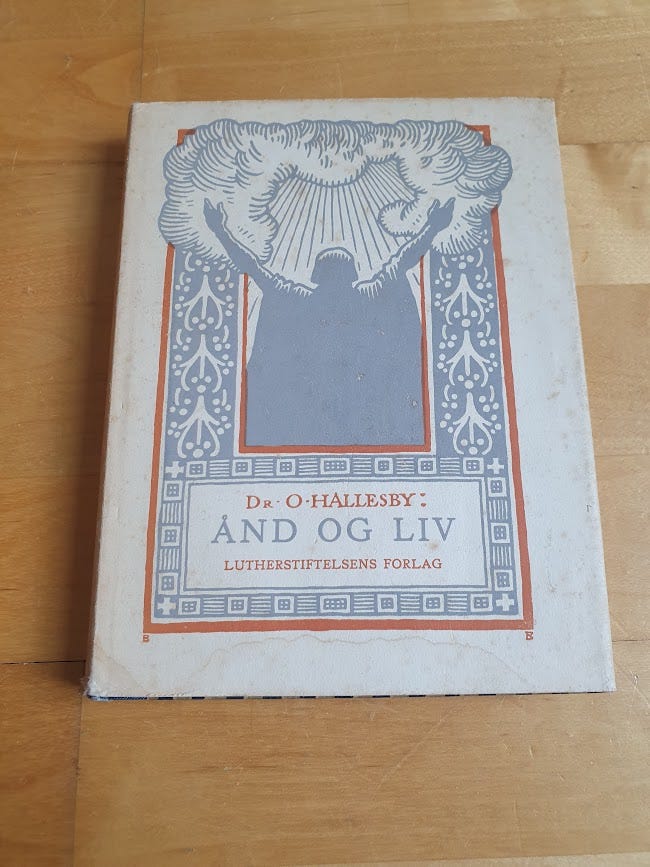 DR · O · HALLESBY:
ÅND OG LIV
LUTHERSTIFTELSENS FORLAG
B B